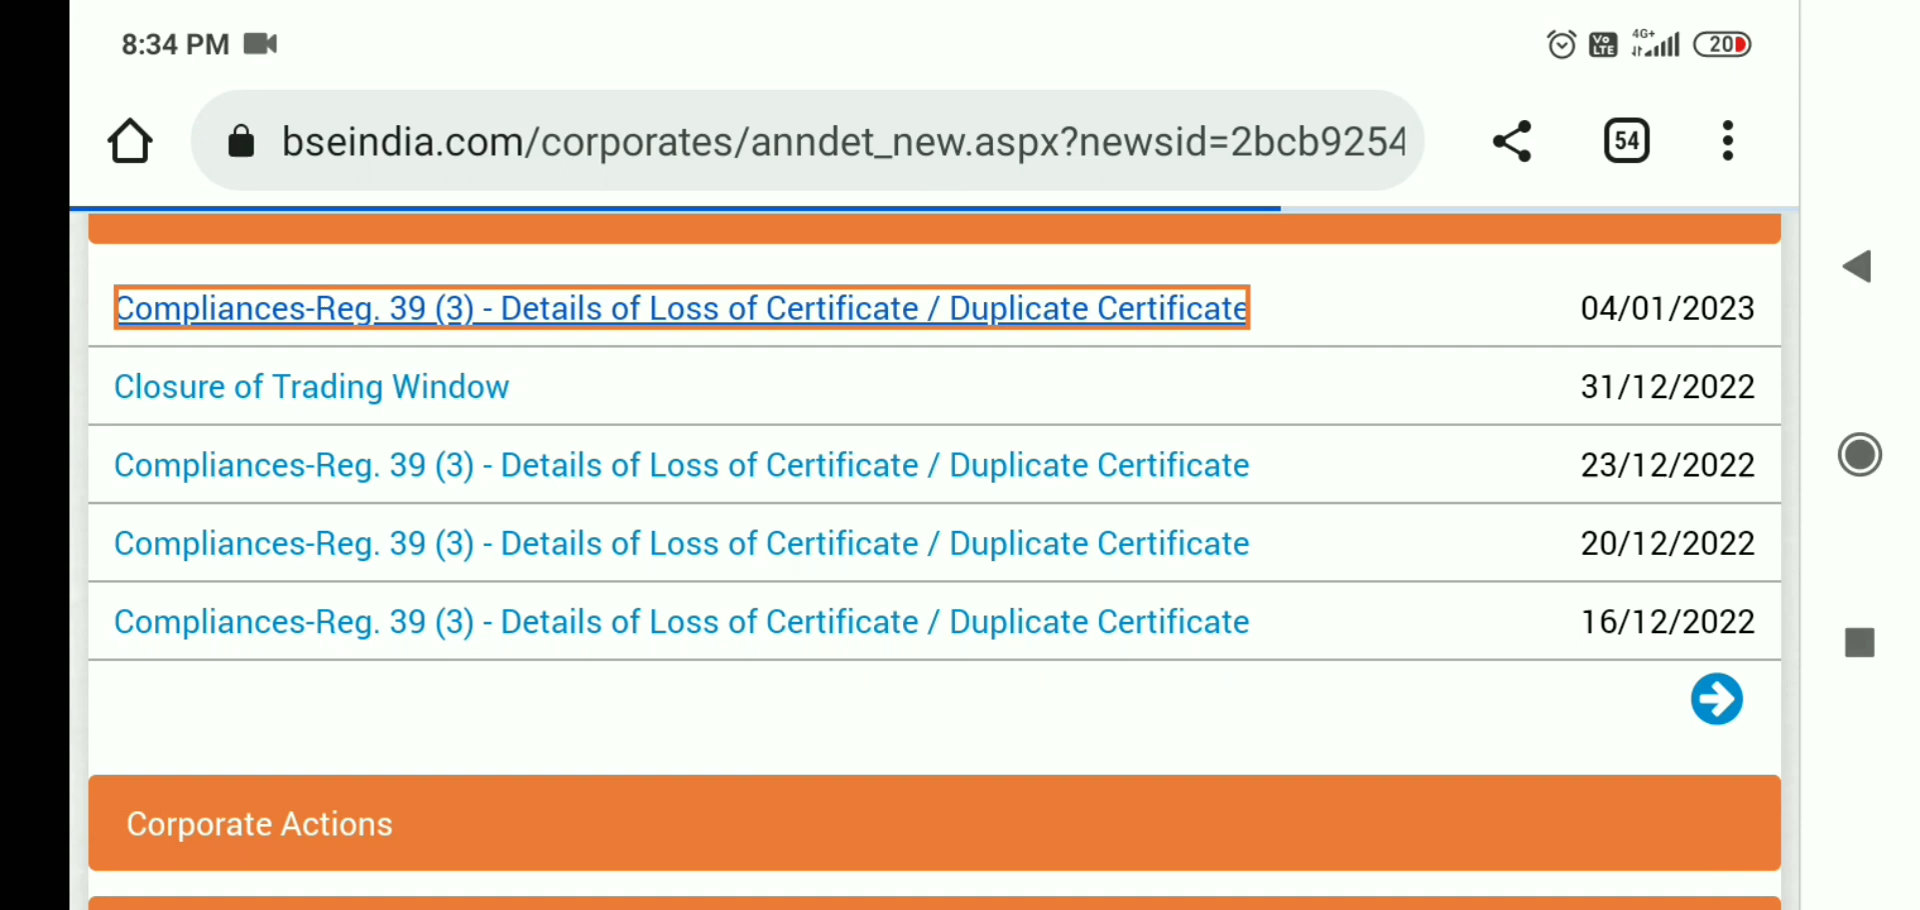 8:34 PM
Vo LTE
4G+
20
bseindia.com/corporates/anndet_new.aspx?newsid=2bcb9254
54
Compliances-Reg. 39 (3) - Details of Loss of Certificate / Duplicate Certificate 04/01/2023
Closure of Trading Window 31/12/2022
Compliances-Reg. 39 (3) - Details of Loss of Certificate / Duplicate Certificate 23/12/2022
Compliances-Reg. 39 (3) - Details of Loss of Certificate / Duplicate Certificate 20/12/2022
Compliances-Reg. 39 (3) - Details of Loss of Certificate / Duplicate Certificate 16/12/2022
Corporate Actions